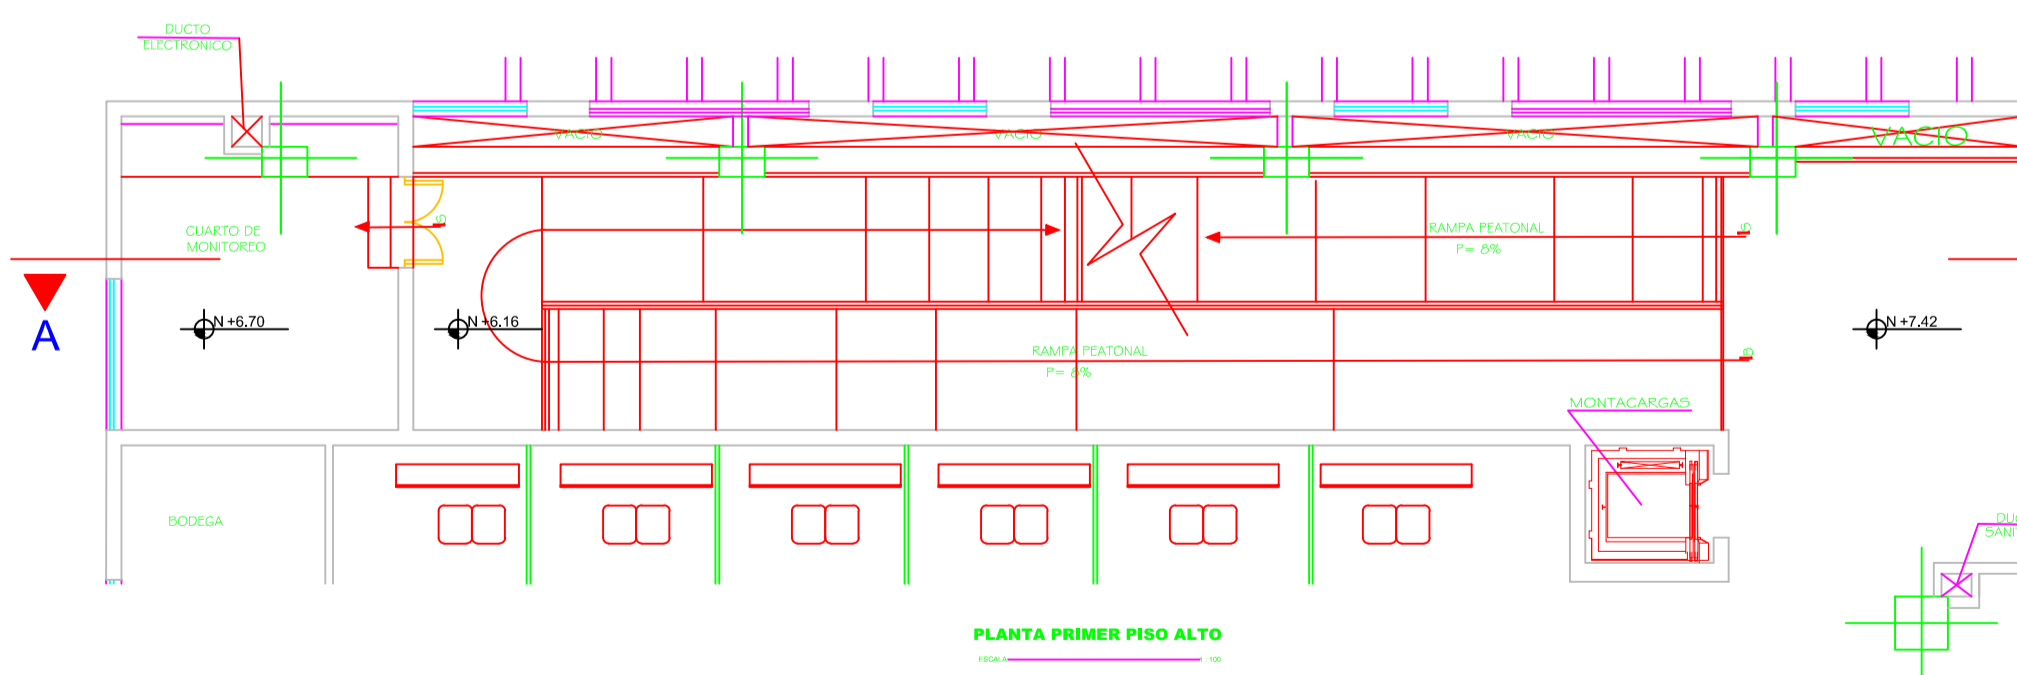 DUCTO
ELECTRONICO
VACIO
VACIO
VACIO
VACIO
CUARTO DE
MONITOREO
S
RAMPA PEATONAL
P= 8%
S
A
N +6.70
N +6.16
N +7.42
RAMPA PEATONAL
P= 8%
B
MONTACARGAS
BODEGA
PLANTA PRIMER PISO ALTO
ESCALA 1 : 100